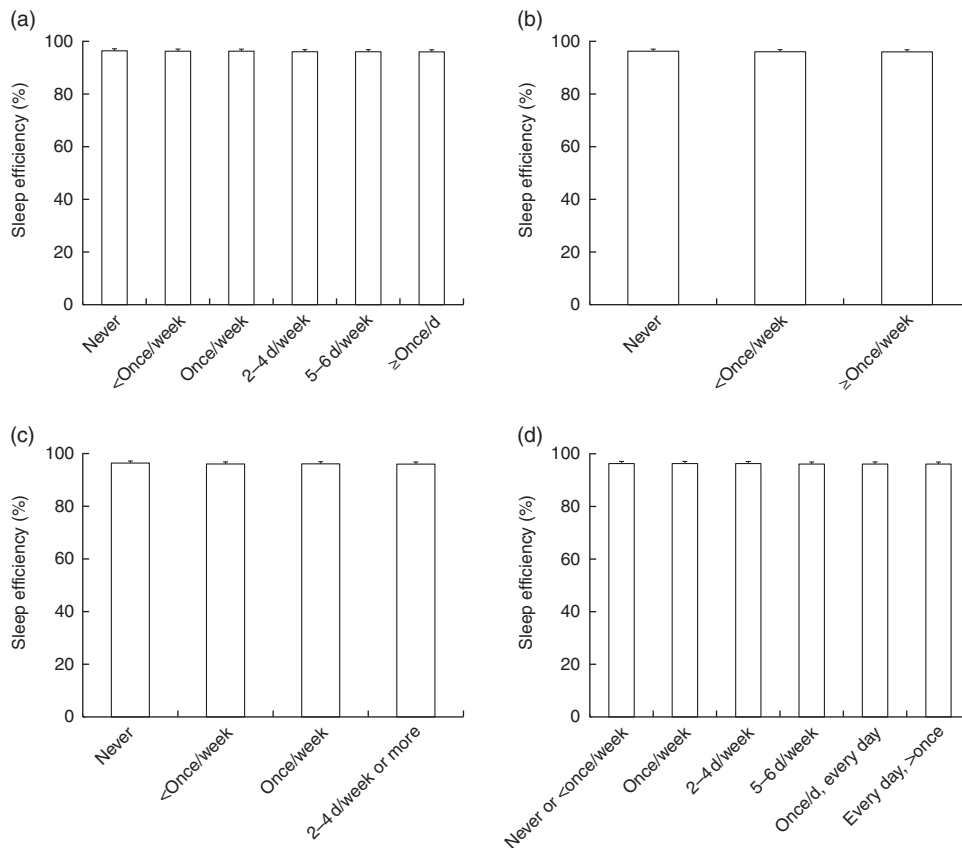 (a)
Sleep efficiency (%)
100
80
60
40
20
0
Never
<Once/week
Once/week
2–4 d/week
5–6 d/week
≥Once/d
(b)
Sleep efficiency (%)
100
80
60
40
20
0
Never
<Once/week
≥Once/week
(c)
Sleep efficiency (%)
100
80
60
40
20
0
Never
<Once/week
Once/week
2–4 d/week or more
(d)
Sleep efficiency (%)
100
80
60
40
20
0
Never or <once/week
Once/week
2–4 d/week
5–6 d/week
Once/d, every day
Every day, >once